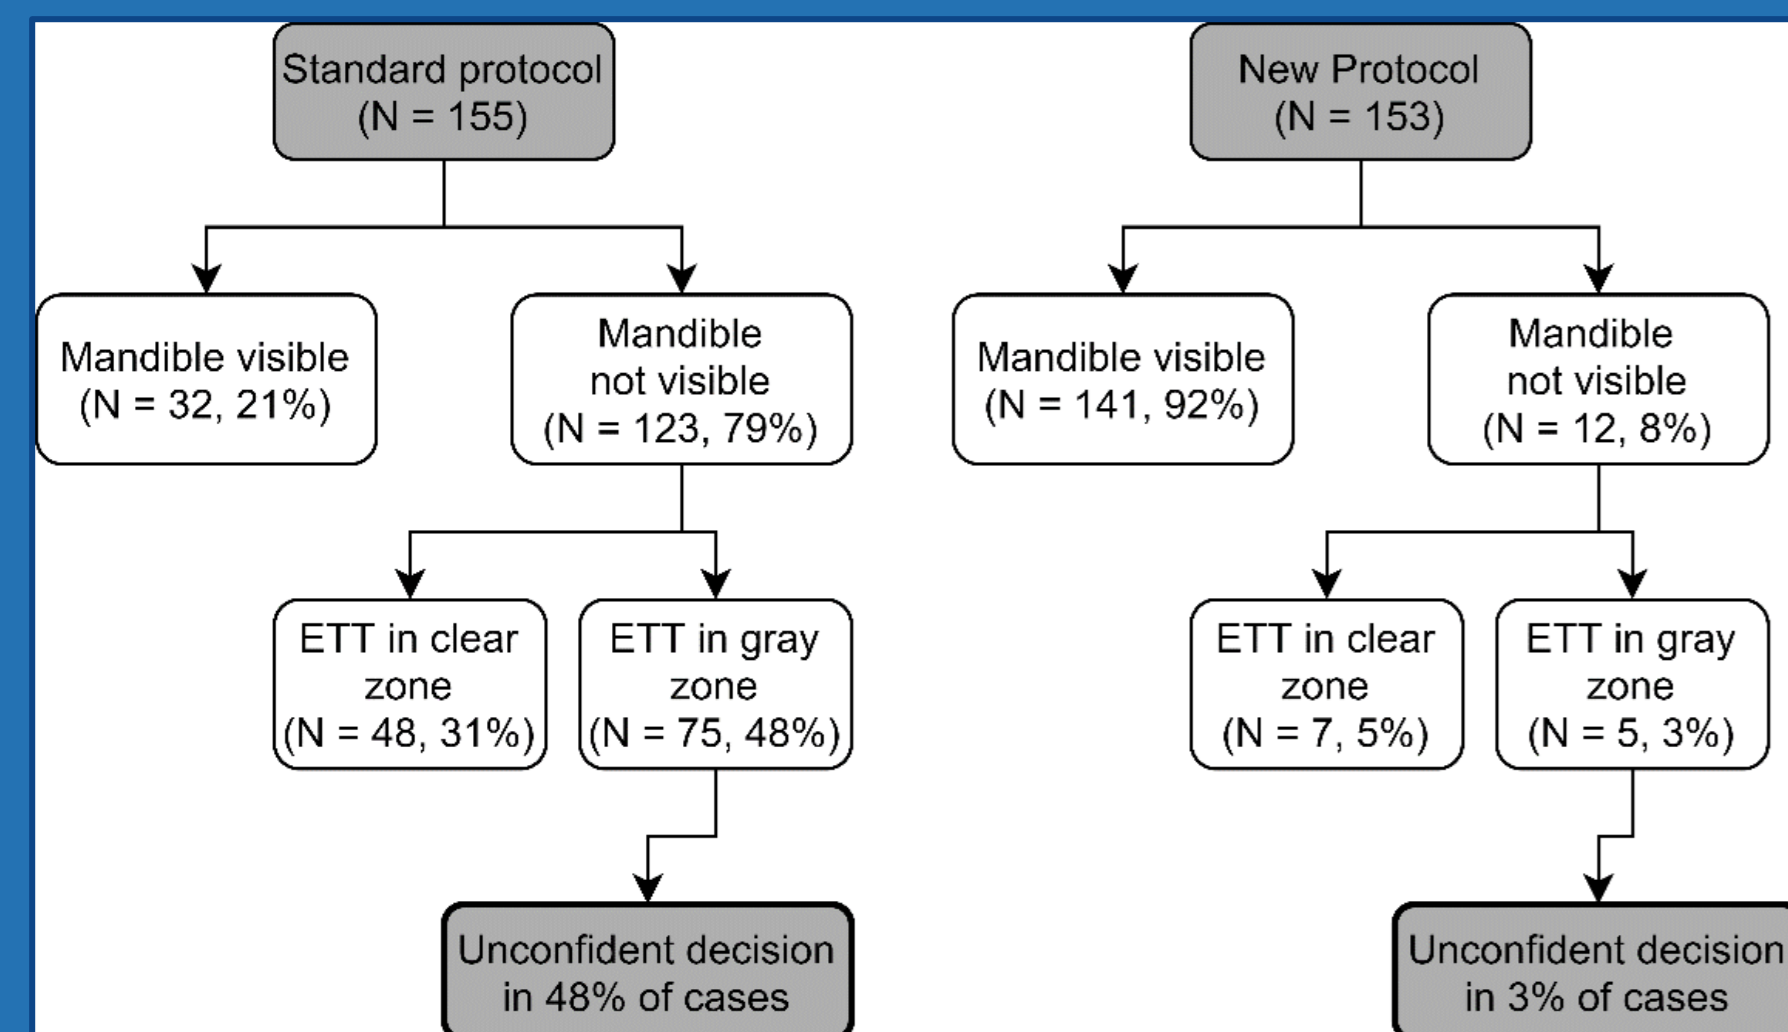 Standard protocol
(N = 155)
Mandible visible
(N = 32, 21%)
Mandible
not visible
(N = 123, 79%)
ETT in clear
zone
(N = 48, 31%)
ETT in gray
zone
(N = 75, 48%)
Unconfident decision
in 48% of cases
New Protocol
(N = 153)
Mandible visible
(N = 141, 92%)
Mandible
not visible
(N = 12, 8%)
ETT in clear
zone
(N = 7, 5%)
ETT in gray
zone
(N = 5, 3%)
Unconfident decision
in 3% of cases